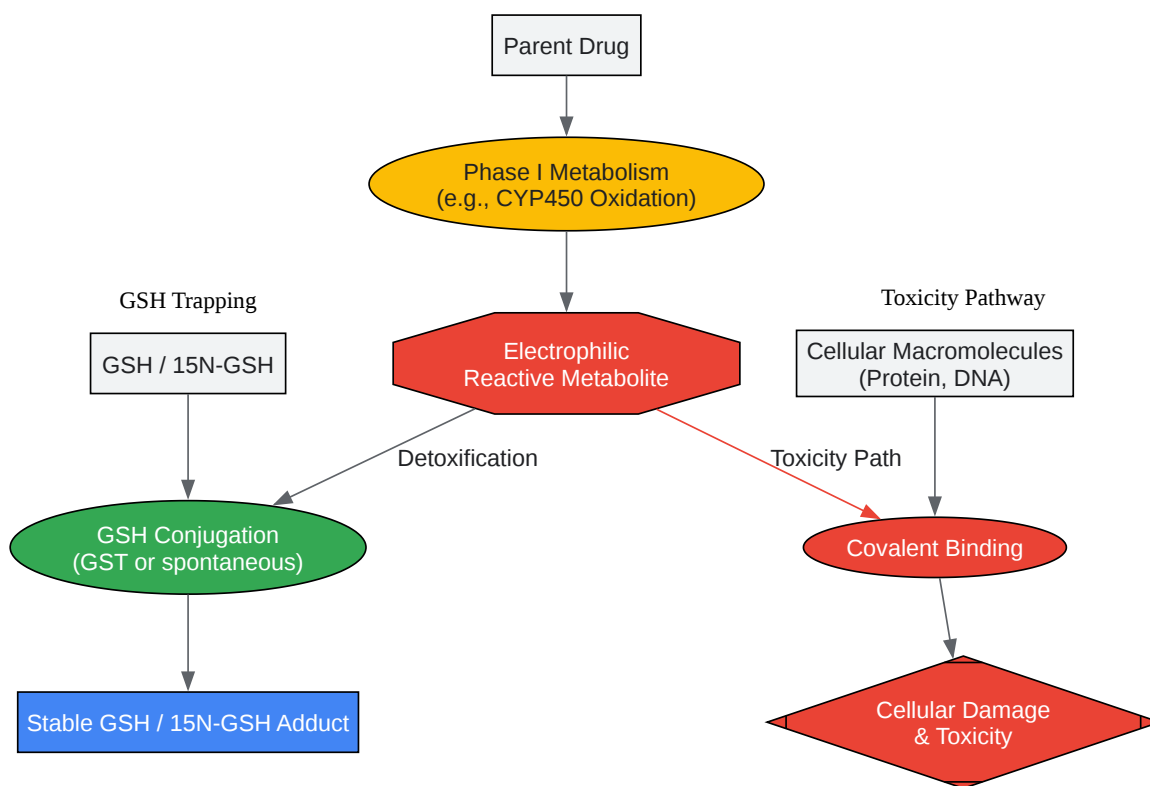 Parent Drug
Phase I Metabolism
(e.g., CYP450 Oxidation)
GSH Trapping
Toxicity Pathway
GSH / 15N-GSH
Electrophilic
Reactive Metabolite
Cellular Macromolecules
(Protein, DNA)
Detoxification
Toxicity Path
GSH Conjugation
(GST or spontaneous)
Covalent Binding
Stable GSH / 15N-GSH Adduct
Cellular Damage
& Toxicity